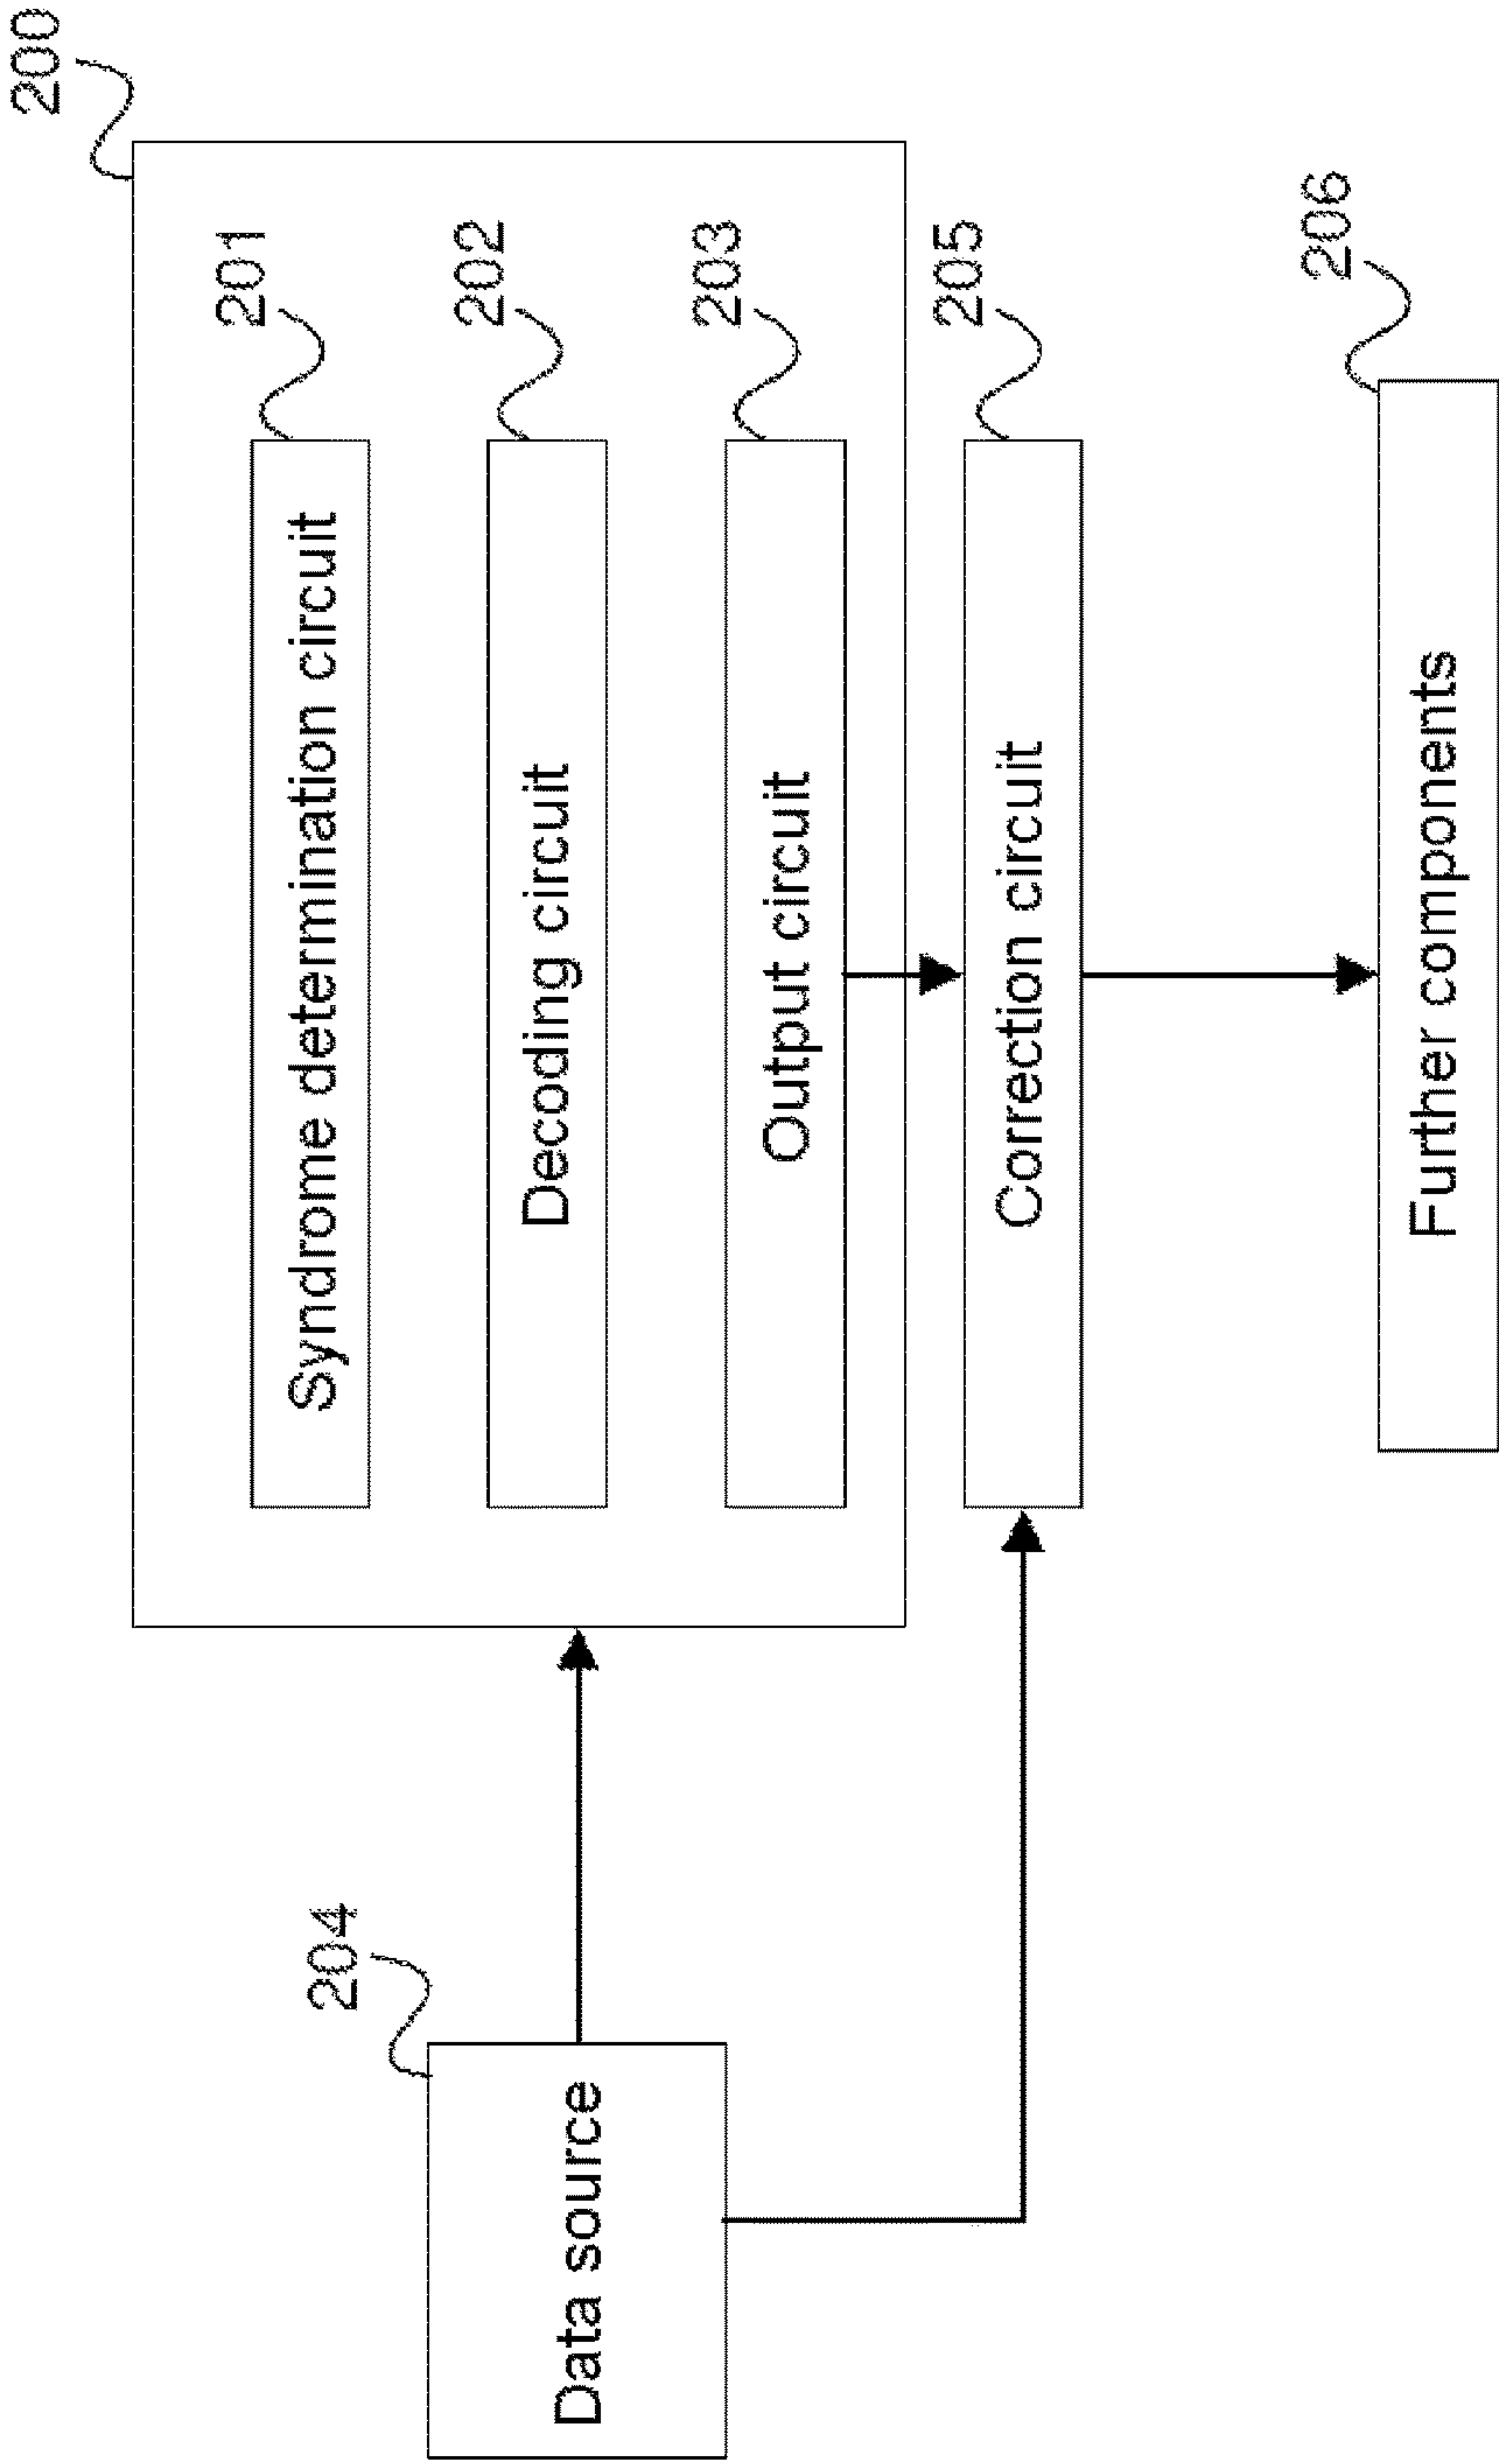 200
201
Syndrome determination circuit
202
Decoding circuit
203
Output circuit
204
Data source
205
Correction circuit
206
Further components